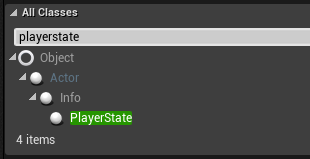 All Classes
playerstate
Object
Actor
Info
PlayerState
4 items